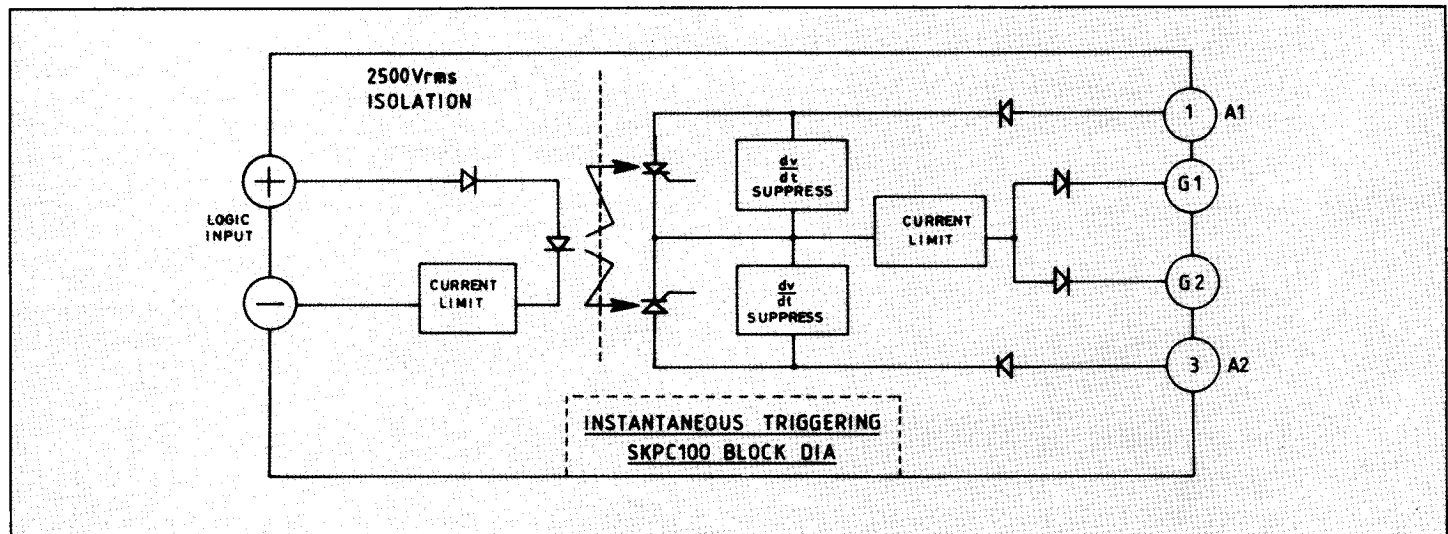 2500Vrms
ISOLATION
+
LOGIC
INPUT
-
CURRENT
LIMIT
dv
dt
SUPPRESS
dv
dt
SUPPRESS
CURRENT
LIMIT
1 A1
G1
G2
3 A2
INSTANTANEOUS TRIGGERING
SKPC100 BLOCK DIA